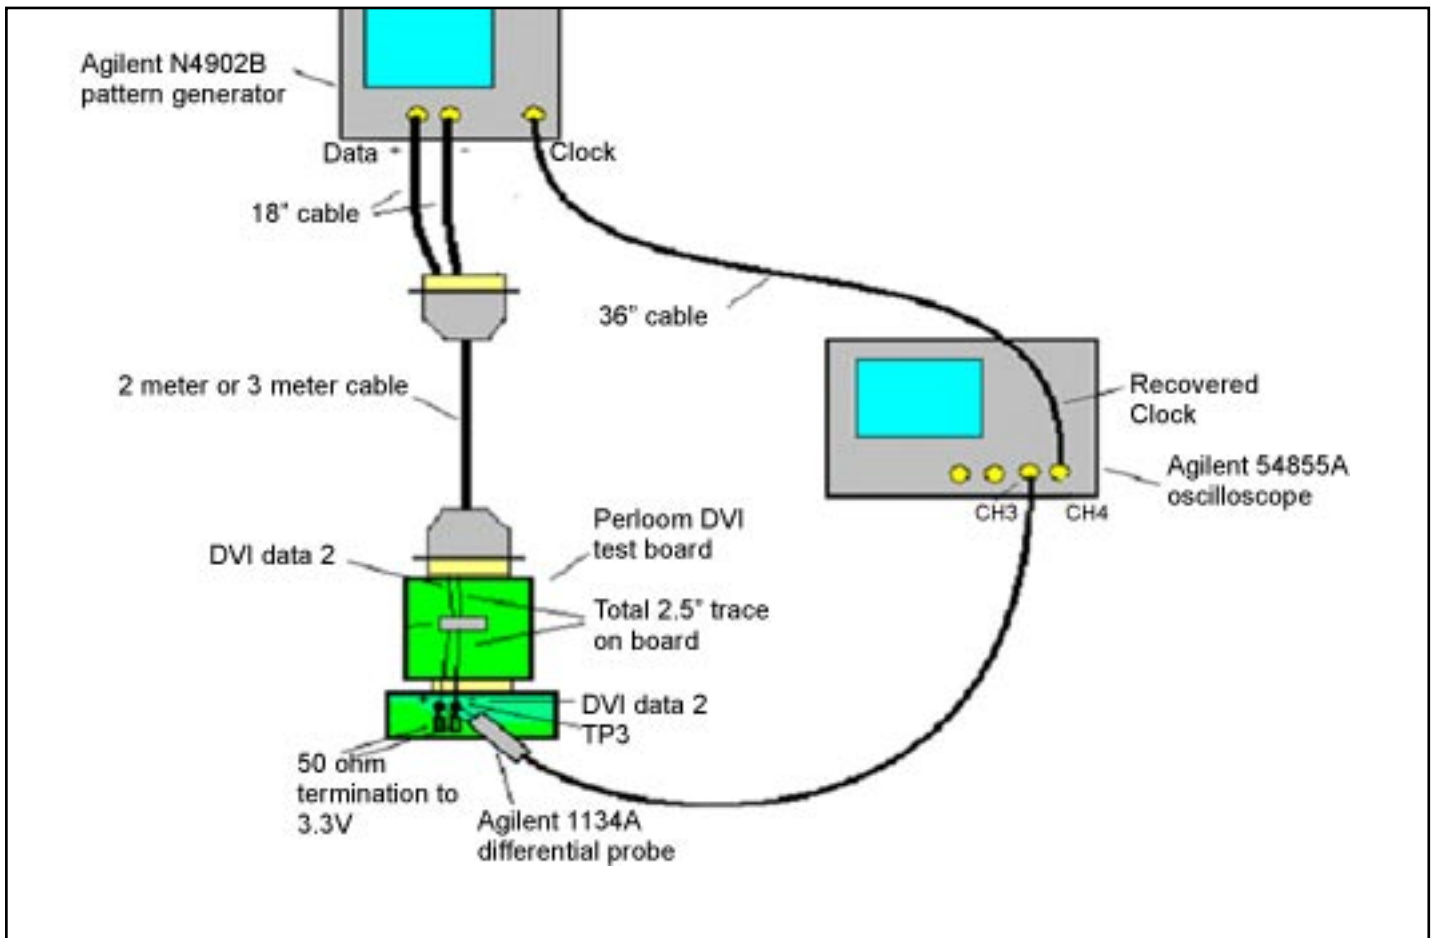 Agilent N4902B
pattern generator
Data + -
Clock
18" cable
36" cable
2 meter or 3 meter cable
Recovered
Clock
Agilent 54855A
oscilloscope
CH3
CH4
Perloom DVI
test board
DVI data 2
Total 2.5" trace
on board
DVI data 2
TP3
50 ohm
termination to
3.3V
Agilent 1134A
differential probe